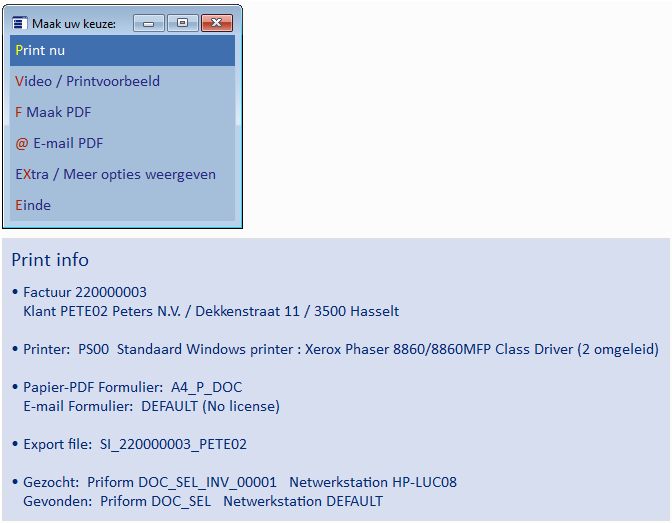 Maak uw keuze:
Print nu
Video / Printvoorbeeld
F Maak PDF
@ E-mail PDF
EXtra / Meer opties weergeven
Einde
Print info
• Factuur 220000003
Klant PETE02 Peters N.V. / Dekkenstraat 11 / 3500 Hasselt
• Printer: PS00 Standaard Windows printer : Xerox Phaser 8860/8860MFP Class Driver (2 omgeleid)
• Papier-PDF Formulier: A4_P_DOC
E-mail Formulier: DEFAULT (No license)
• Export file: SI_220000003_PETE02
• Gezocht: Priform DOC_SEL_INV_00001 Netwerkstation HP-LUC08
Gevonden: Priform DOC_SEL Netwerkstation DEFAULT